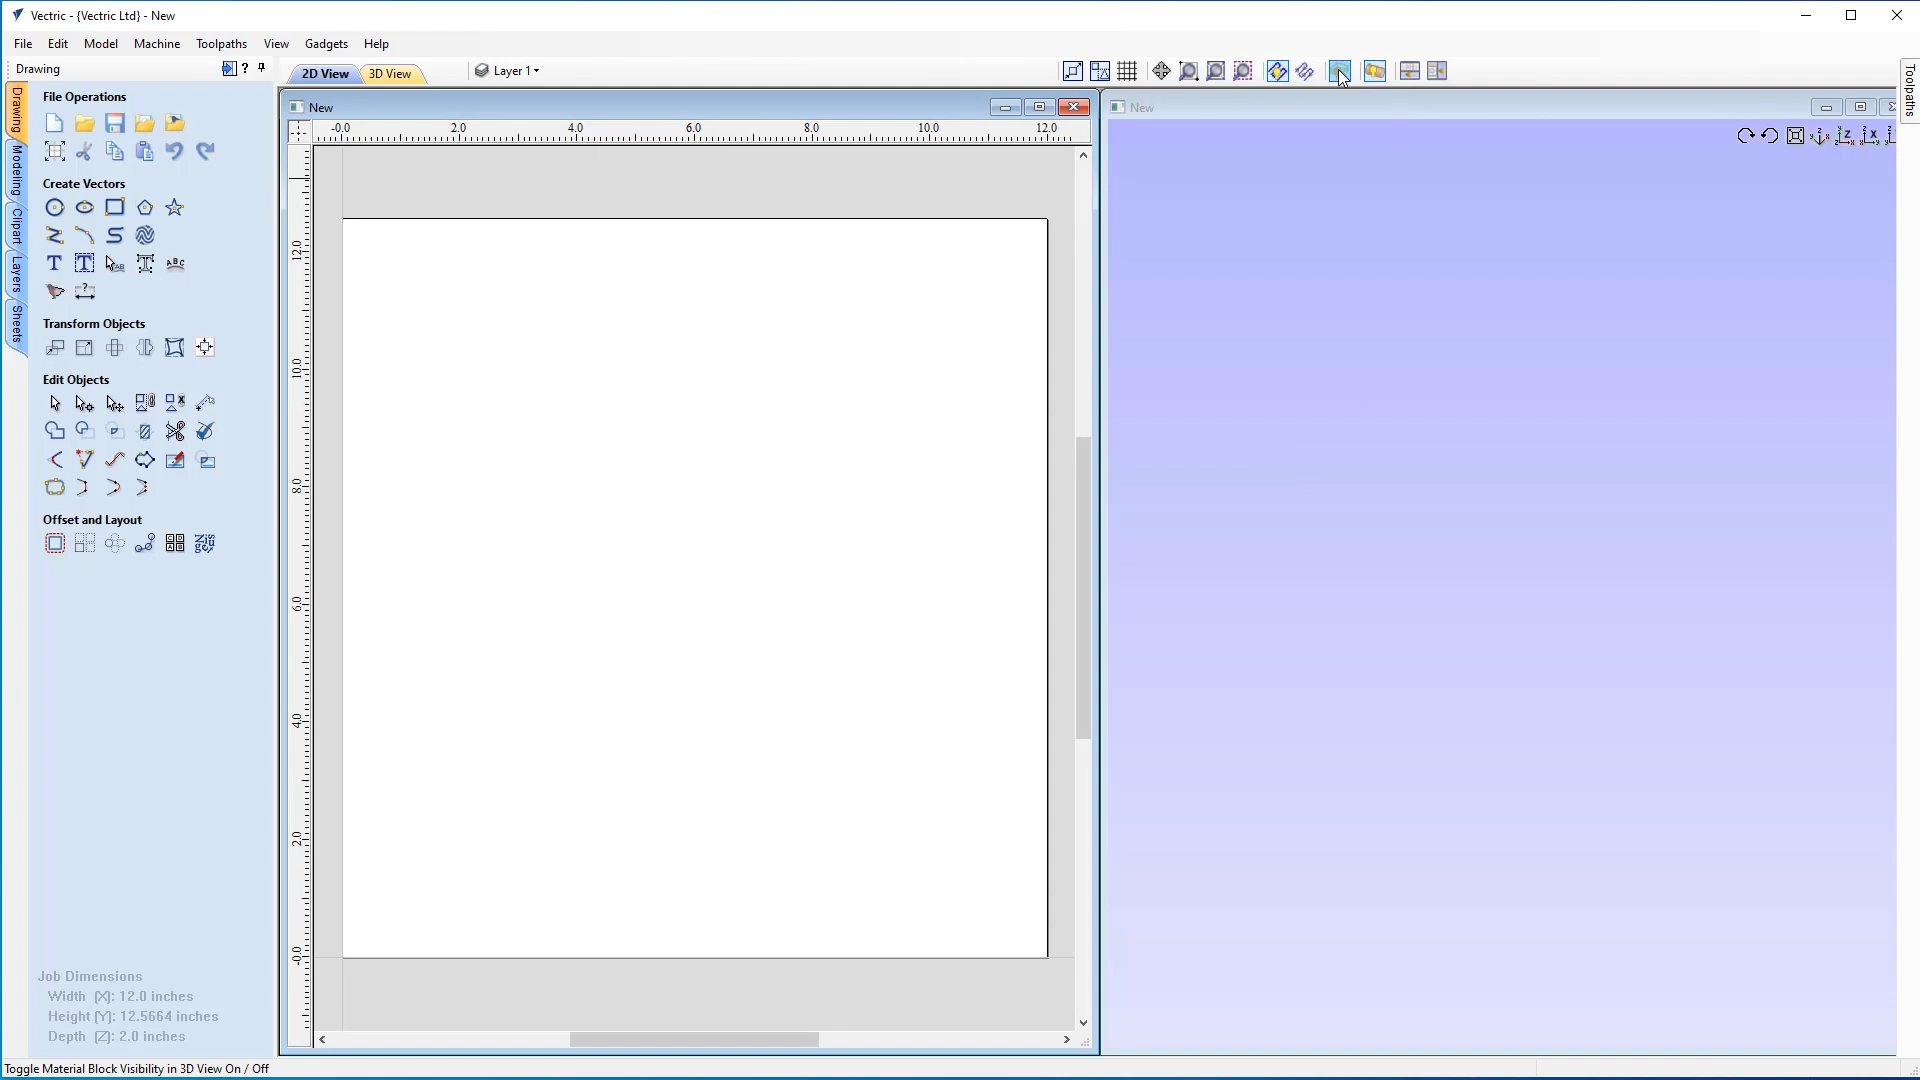 Vectric - {Vectric Ltd} - New
File Edit Model Machine Toolpaths View Gadgets Help
Drawing
2D View 3D View Layer 1
File Operations
New
New
-0.0 2.0 4.0 6.0 8.0 10.0 12.0
Create Vectors
Transform Objects
Edit Objects
Offset and Layout
Drawing
Modeling
Clipart
Layers
Sheets
Toolpaths
12.0
10.0
8.0
6.0
4.0
2.0
-0.0
Job Dimensions
Width (X): 12.0 inches
Height (Y): 12.5664 inches
Depth (Z): 2.0 inches
Toggle Material Block Visibility in 3D View On / Off